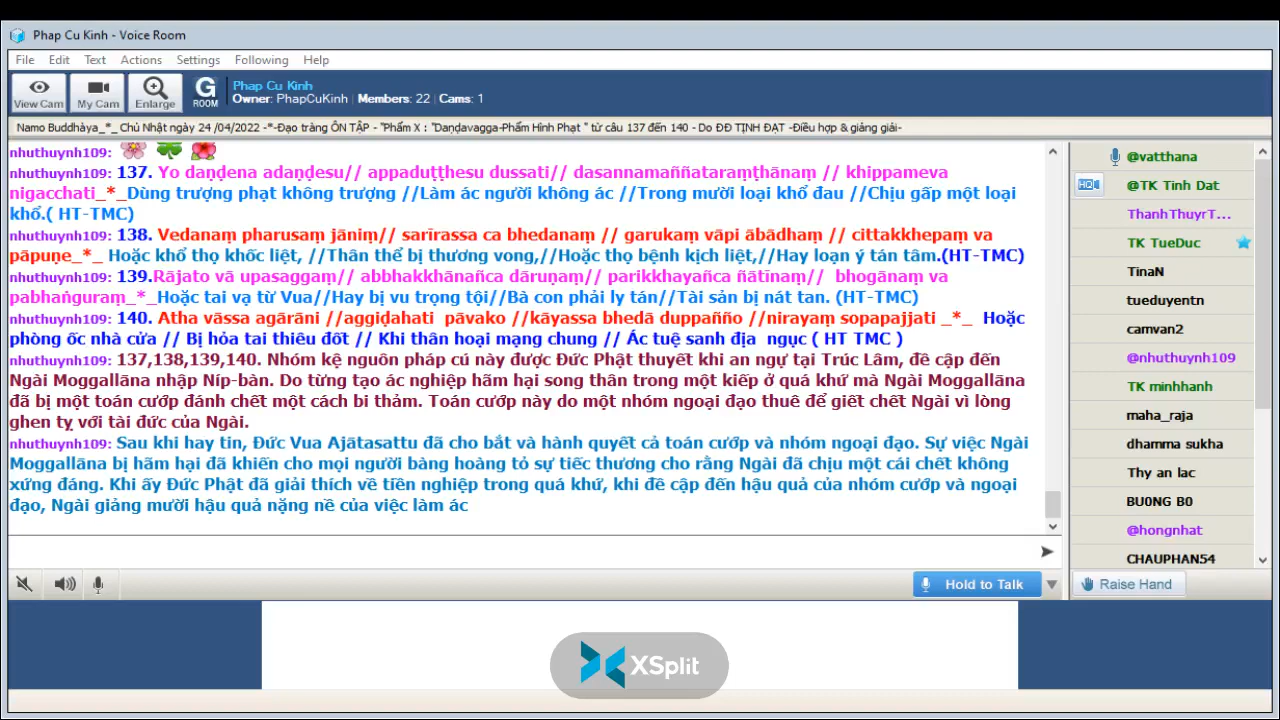 Phap Cu Kinh - Voice Room
File Edit Text Actions Settings Following Help
View Cam My Cam Enlarge G ROOM
Phap Cu Kinh
Owner: PhapCuKinh | Members: 22 | Cams: 1
Namo Buddhàya_*_ Chủ Nhật ngày 24 /04/2022 -*-Đạo tràng ÔN TẬP - "Phẩm X : "Daṇḍavagga-Phẩm Hình Phạt " từ câu 137 đến 140 - Do ĐĐ TỊNH ĐẠT -Điều hợp & giảng giải-
nhuthuynh109:
nhuthuynh109: 137. Yo daṇḍena adaṇḍesu// appaduṭṭhesu dussati// dasannamaññataraṃṭhānaṃ // khippameva
nigacchati_*_Dùng trượng phạt không trượng //Làm ác người không ác //Trong mười loại khổ đau //Chịu gấp một loại
khổ.( HT-TMC)
nhuthuynh109: 138. Vedanaṃ pharusaṃ jāniṃ// sarīrassa ca bhedanaṃ // garukaṃ vāpi ābādhaṃ // cittakkhepaṃ va
pāpuṇe_*_ Hoặc khổ thọ khốc liệt, //Thân thể bị thương vong,//Hoặc thọ bệnh kịch liệt,//Hay loạn ý tán tâm.(HT-TMC)
nhuthuynh109: 139.Rājato vā upasaggaṃ// abbhakkhānañca dāruṇaṃ// parikkhayañca ñātīnaṃ// bhogānaṃ va
pabhaṅguraṃ_*_Hoặc tai vạ từ Vua//Hay bị vu trọng tội//Bà con phải ly tán//Tài sản bị nát tan. (HT-TMC)
nhuthuynh109: 140. Atha vāssa agārāni //aggiḍahati pāvako //kāyassa bhedā duppañño //nirayaṃ sopapajjati _*_ Hoặc
phòng ốc nhà cửa // Bị hỏa tai thiêu đốt // Khi thân hoại mạng chung // Ác tuệ sanh địa ngục ( HT TMC )
nhuthuynh109: 137,138,139,140. Nhóm kệ ngôn pháp cú này được Đức Phật thuyết khi an ngự tại Trúc Lâm, đề cập đến
Ngài Moggallāna nhập Níp-bàn. Do từng tạo ác nghiệp hãm hại song thân trong một kiếp ở quá khứ mà Ngài Moggallāna
đã bị một toán cướp đánh chết một cách bi thảm. Toán cướp này do một nhóm ngoại đạo thuê để giết chết Ngài vì lòng
ghen tỵ với tài đức của Ngài.
nhuthuynh109: Sau khi hay tin, Đức Vua Ajātasattu đã cho bắt và hành quyết cả toán cướp và nhóm ngoại đạo. Sự việc Ngài
Moggallāna bị hãm hại đã khiến cho mọi người bàng hoàng tỏ sự tiếc thương cho rằng Ngài đã chịu một cái chết không
xứng đáng. Khi ấy Đức Phật đã giải thích về tiền nghiệp trong quá khứ, khi đề cập đến hậu quả của nhóm cướp và ngoại
đạo, Ngài giảng mười hậu quả nặng nề của việc làm ác
@vatthana
HQ @TK Tinh Dat
ThanhThuyrT...
TK TueDuc
TinaN
tueduyentn
camvan2
@nhuthuynh109
TK minhhanh
maha_raja
dhamma sukha
Thy an lac
BU0NG B0
@hongnhat
CHAUPHAN54
Hold to Talk
Raise Hand
XSplit